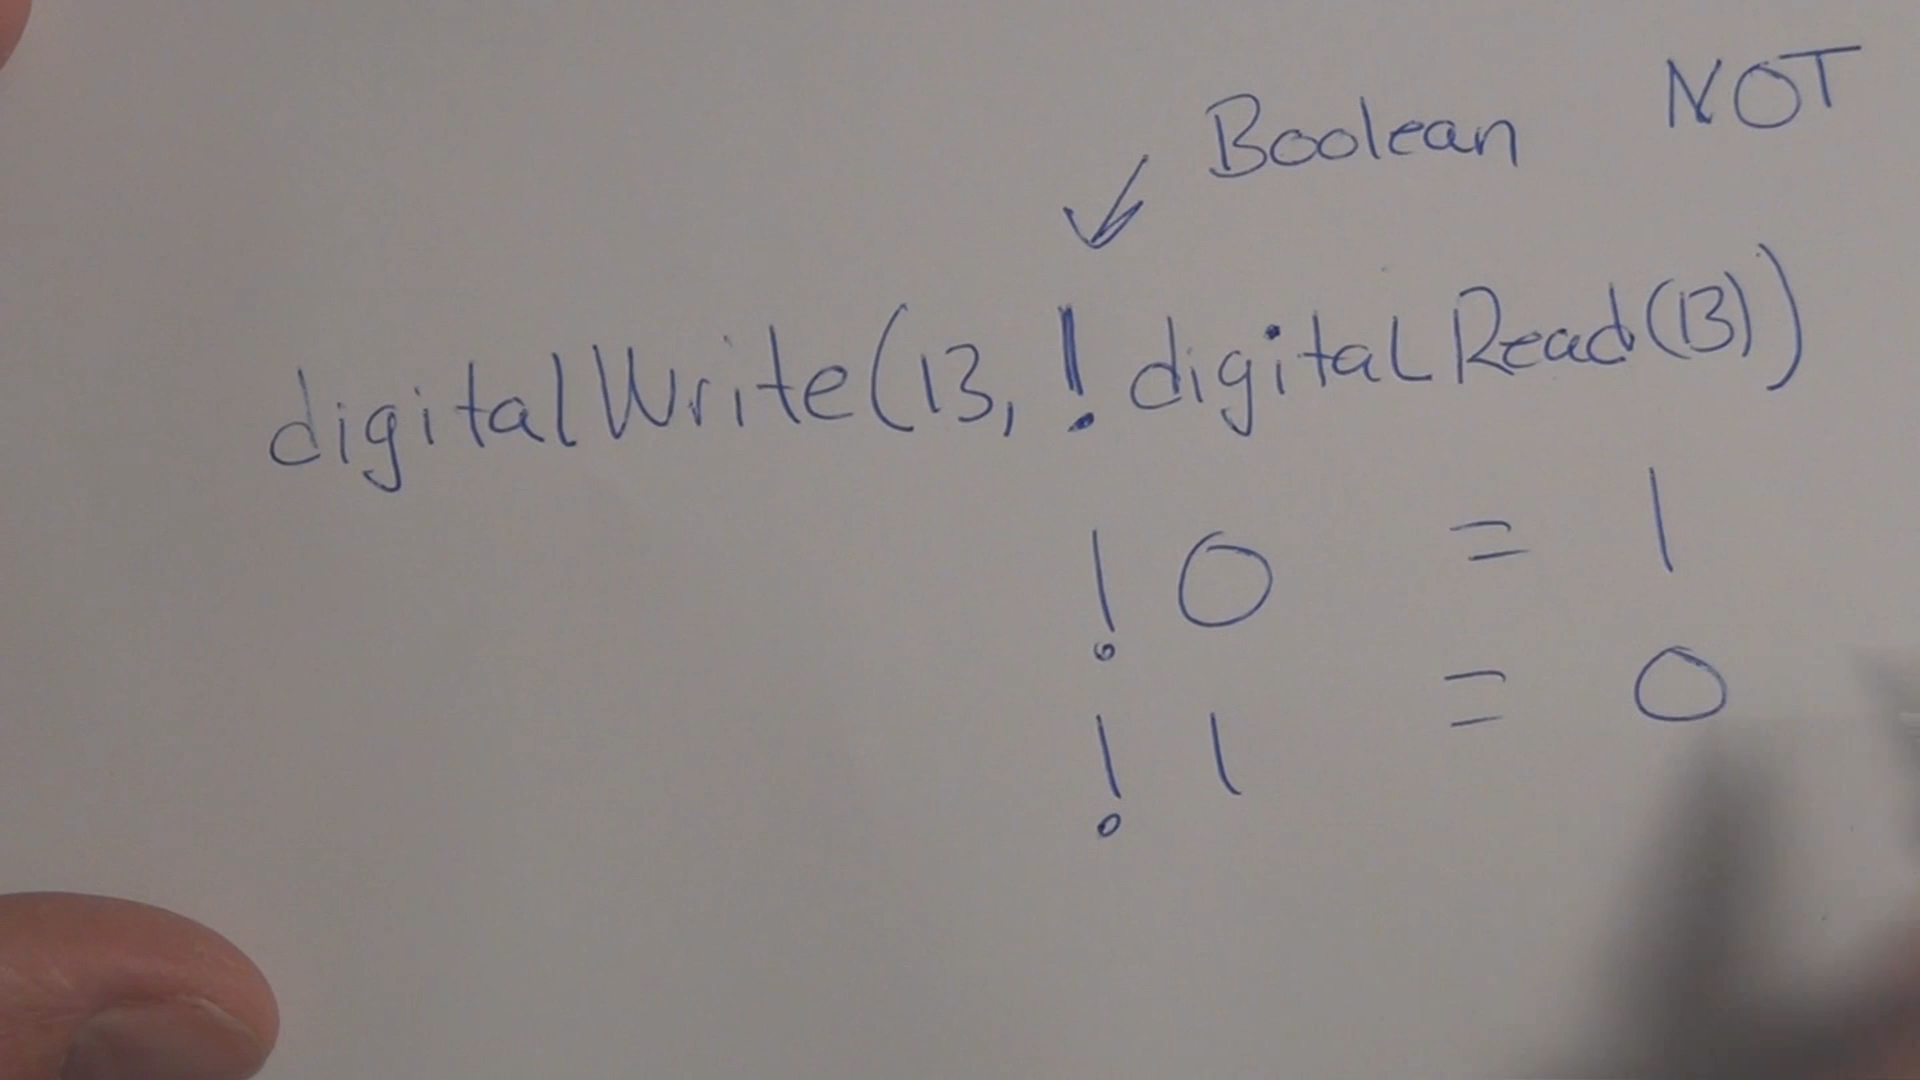 Boolean NOT
digitalWrite(13, !digitalRead(13))
!0 = 1
!1 = 0